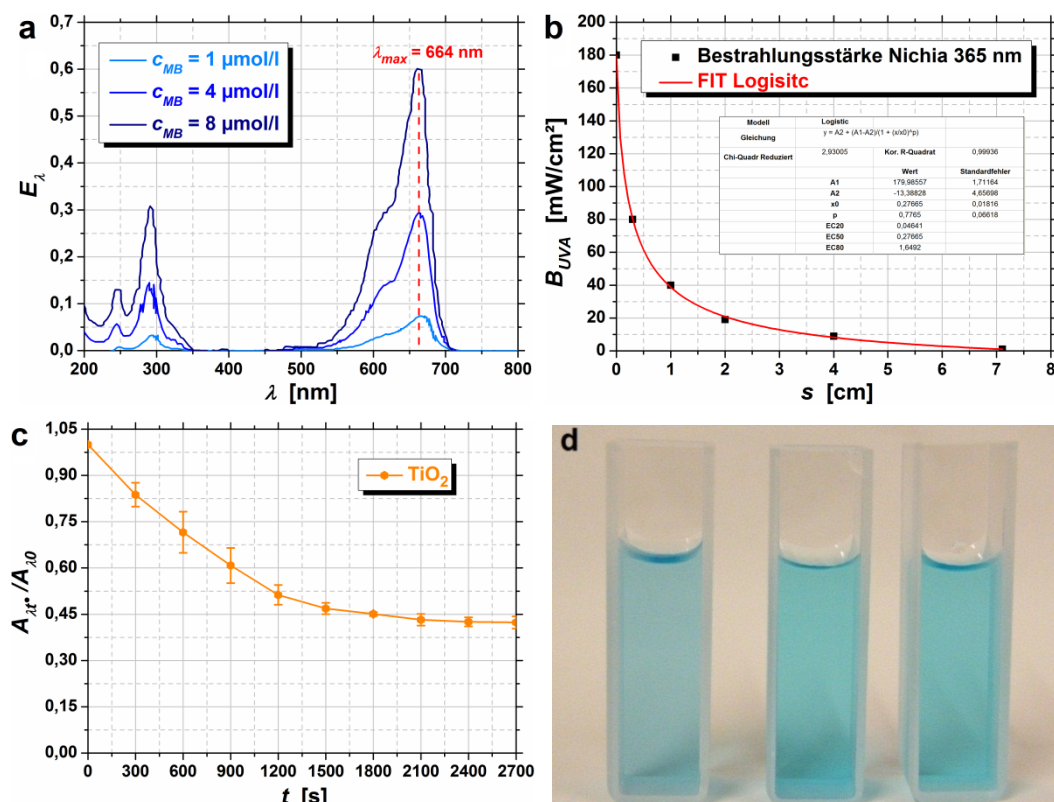 a
0,7
0,6
0,5
0,4
0,3
0,2
0,1
0,0
E_λ
c_MB = 1 µmol/l
c_MB = 4 µmol/l
c_MB = 8 µmol/l
λ_max = 664 nm
200 300 400 500 600 700 800
λ [nm]
b
200
180
160
140
120
100
80
60
40
20
0
B_UVA [mW/cm²]
Bestrahlungsstärke Nichia 365 nm
FIT Logisitc
Modell Logistic
Gleichung y = A2 + (A1-A2)/(1 + (x/x0)^p)
Chi-Quadr Reduziert 2,93005 Kor. R-Quadrat 0,99936
Wert Standardfehler
A1 179,98557 1,71164
A2 -13,38828 4,65698
x0 0,27665 0,01816
p 0,7765 0,06618
EC20 0,04641
EC50 0,27665
EC80 1,6492
0 1 2 3 4 5 6 7 8
s [cm]
c
1,05
0,90
0,75
0,60
0,45
0,30
0,15
0,00
A_λt•/A_λ0
TiO₂
0 300 600 900 1200 1500 1800 2100 2400 2700
t [s]
d